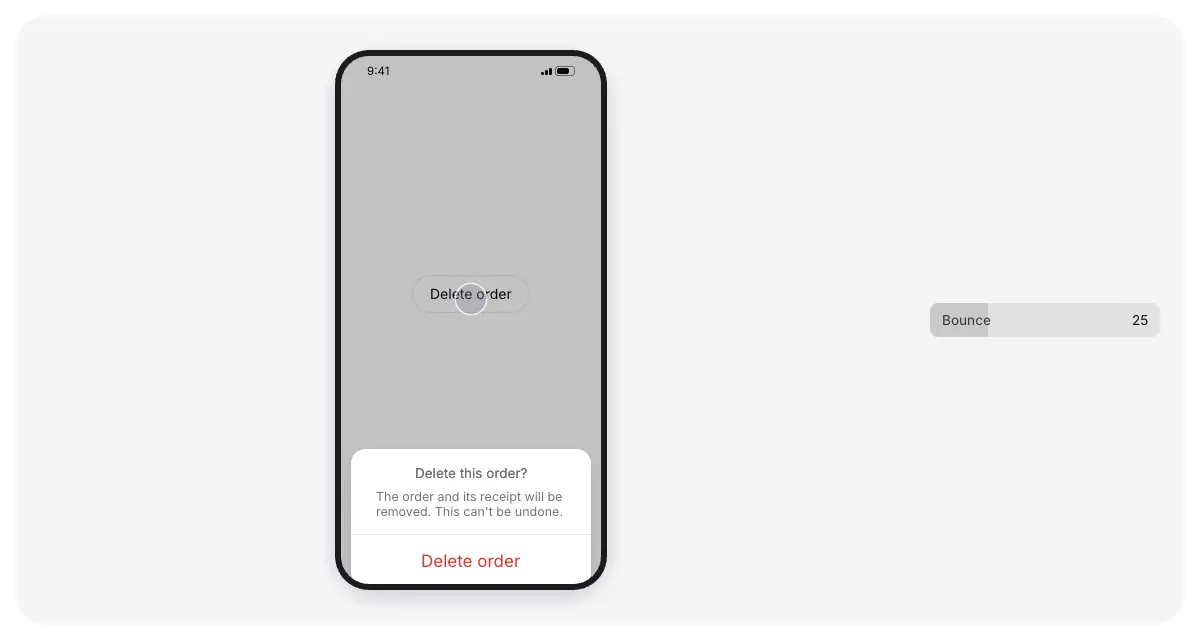 9:41
Delete order
Bounce 25
Delete this order?
The order and its receipt will be
removed. This can't be undone.
Delete order